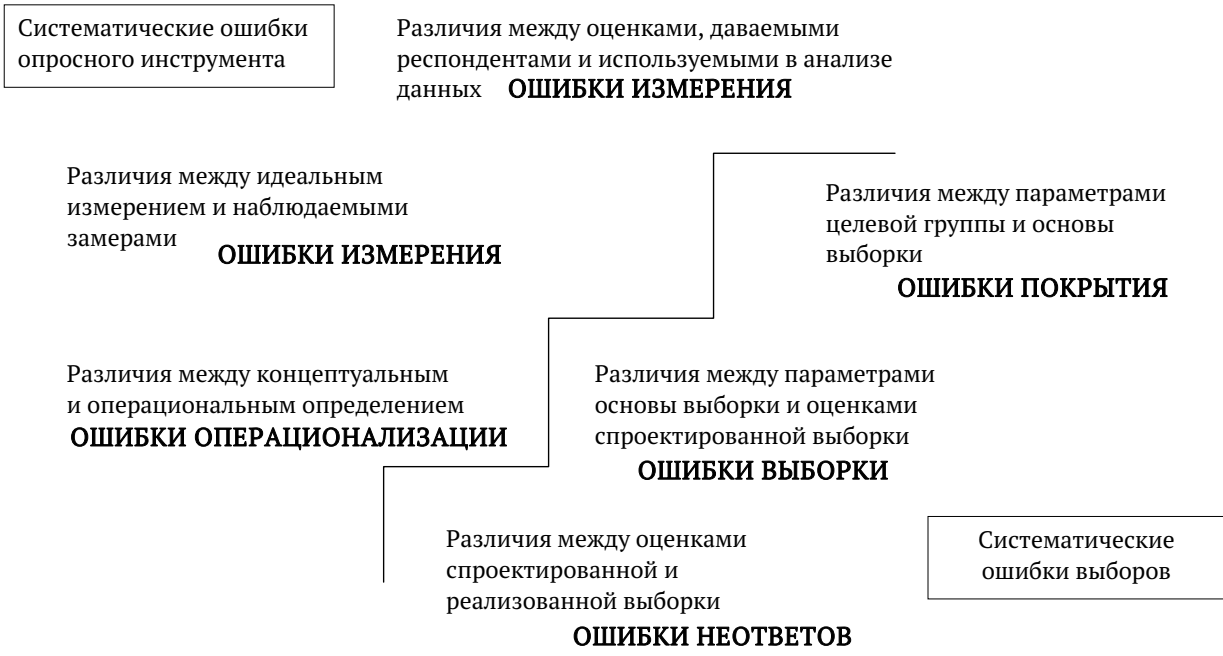 Систематические ошибки
опросного инструмента
Различия между оценками, даваемыми
респондентами и используемыми в анализе
данных ОШИБКИ ИЗМЕРЕНИЯ
Различия между идеальным
измерением и наблюдаемыми
замерами
ОШИБКИ ИЗМЕРЕНИЯ
Различия между параметрами
целевой группы и основы
выборки
ОШИБКИ ПОКРЫТИЯ
Различия между концептуальным
и операциональным определением
ОШИБКИ ОПЕРАЦИОНАЛИЗАЦИИ
Различия между параметрами
основы выборки и оценками
спроектированной выборки
ОШИБКИ ВЫБОРКИ
Различия между оценками
спроектированной и
реализованной выборки
ОШИБКИ НЕОТВЕТОВ
Систематические
ошибки выборов